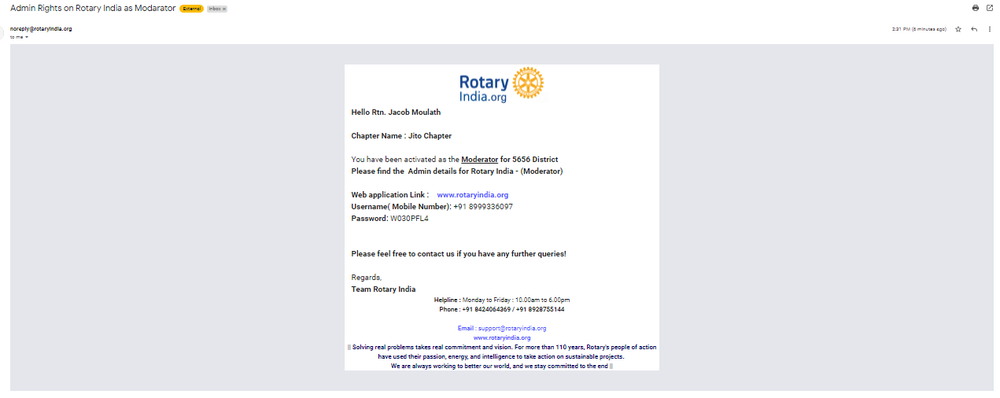 Admin Rights on Rotary India as Modarator External Inbox x
noreply@rotaryindia.org 2:31 PM (6 minutes ago)
to me
Rotary
India.org
Hello Rtn. Jacob Moulath
Chapter Name : Jito Chapter
You have been activated as the Moderator for 5656 District
Please find the Admin details for Rotary India - (Moderator)
Web application Link : www.rotaryindia.org
Username( Mobile Number): +91 8999336097
Password: W030PFL4
Please feel free to contact us if you have any further queries!
Regards,
Team Rotary India
Helpline : Monday to Friday : 10.00am to 6.00pm
Phone : +91 8424064369 / +91 8928755144
Email : support@rotaryindia.org
www.rotaryindia.org
|| Solving real problems takes real commitment and vision. For more than 110 years, Rotary's people of action
have used their passion, energy, and intelligence to take action on sustainable projects.
We are always working to better our world, and we stay committed to the end ||